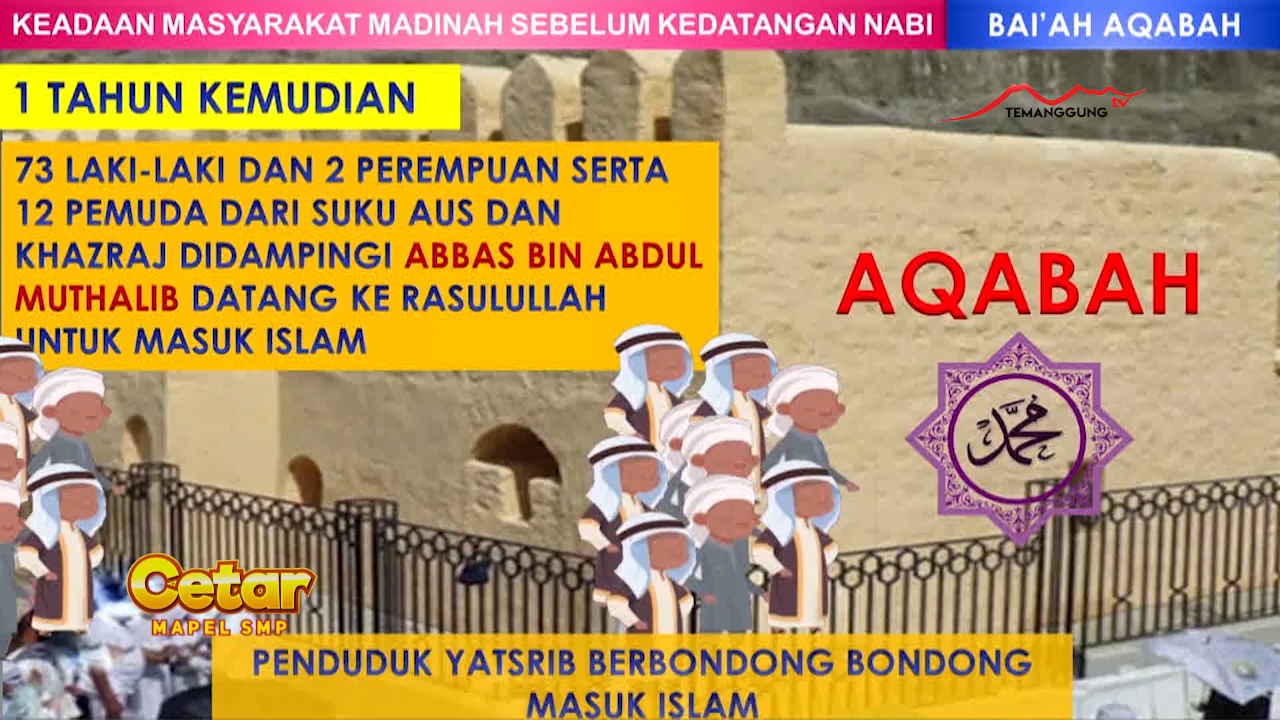 KEADAAN MASYARAKAT MADINAH SEBELUM KEDATANGAN NABI
BAI'AH AQABAH
1 TAHUN KEMUDIAN
TEMANGGUNG TV
73 LAKI-LAKI DAN 2 PEREMPUAN SERTA
12 PEMUDA DARI SUKU AUS DAN
KHAZRAJ DIDAMPINGI ABBAS BIN ABDUL
MUTHALIB DATANG KE RASULULLAH
UNTUK MASUK ISLAM
AQABAH
محمد
Cetar
MAPEL SMP
PENDUDUK YATSRIB BERBONDONG BONDONG
MASUK ISLAM